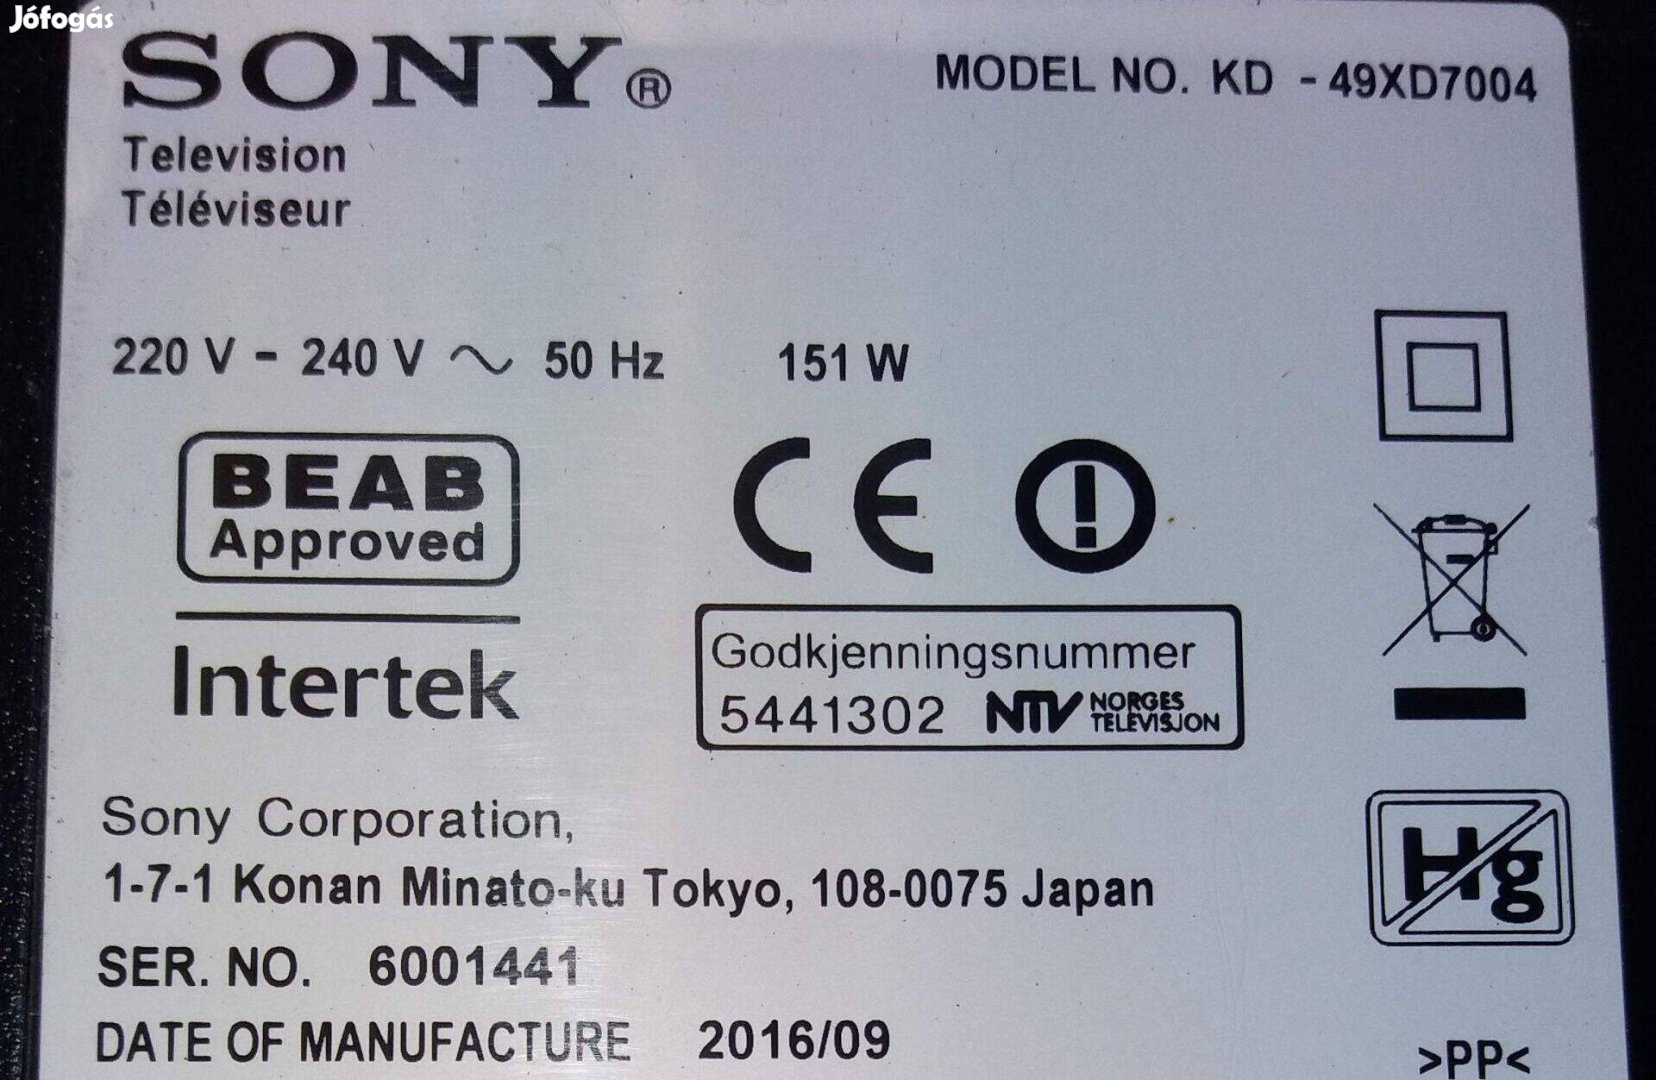 Jófogás
SONY®
MODEL NO. KD - 49XD7004
Television
Téléviseur
220 V - 240 V ~ 50 Hz 151 W
BEAB
Approved
CE
Intertek
Godkjenningsnummer
5441302 NTV NORGES
TELEVISJON
Hg
Sony Corporation,
1-7-1 Konan Minato-ku Tokyo, 108-0075 Japan
SER. NO. 6001441
DATE OF MANUFACTURE 2016/09
>PP<